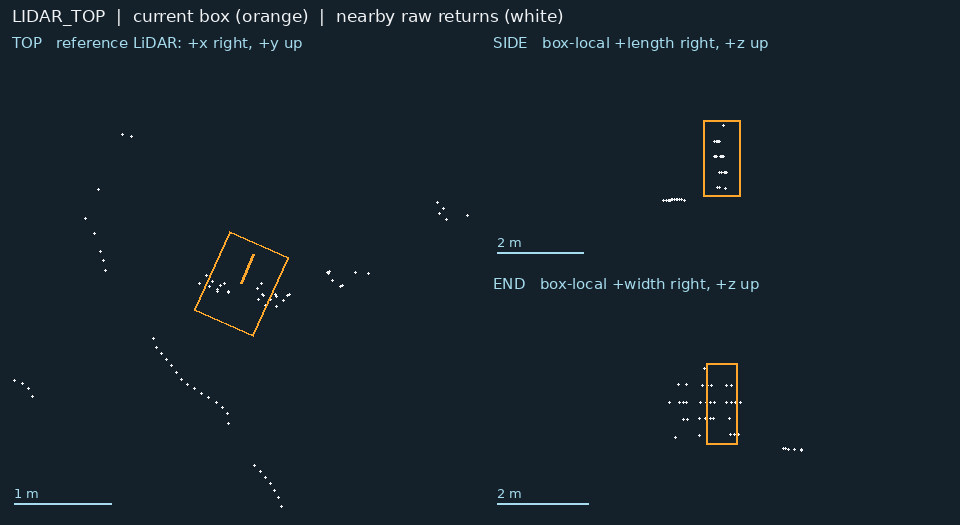 LIDAR_TOP | current box (orange) | nearby raw returns (white)
TOP reference LiDAR: +x right, +y up
SIDE box-local +length right, +z up
2 m
END box-local +width right, +z up
1 m
2 m